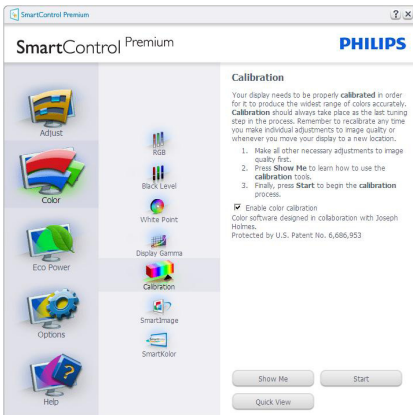 SmartControl Premium
SmartControl Premium
PHILIPS
Adjust
Color
Eco Power
Options
Help
RGB
Black Level
White Point
Display Gamma
Calibration
SmartImage
SmartKolor
Calibration
Your display needs to be properly calibrated in order
for it to produce the widest range of colors accurately.
Calibration should always take place as the last tuning
step in the process. Remember to recalibrate any time
you make individual adjustments to image quality or
whenever you move your display to a new location.
1. Make all other necessary adjustments to image
quality first.
2. Press Show Me to learn how to use the
calibration tools.
3. Finally, press Start to begin the calibration
process.
Enable color calibration
Color software designed in collaboration with Joseph
Holmes.
Protected by U.S. Patent No. 6,686,953
Show Me
Start
Quick View